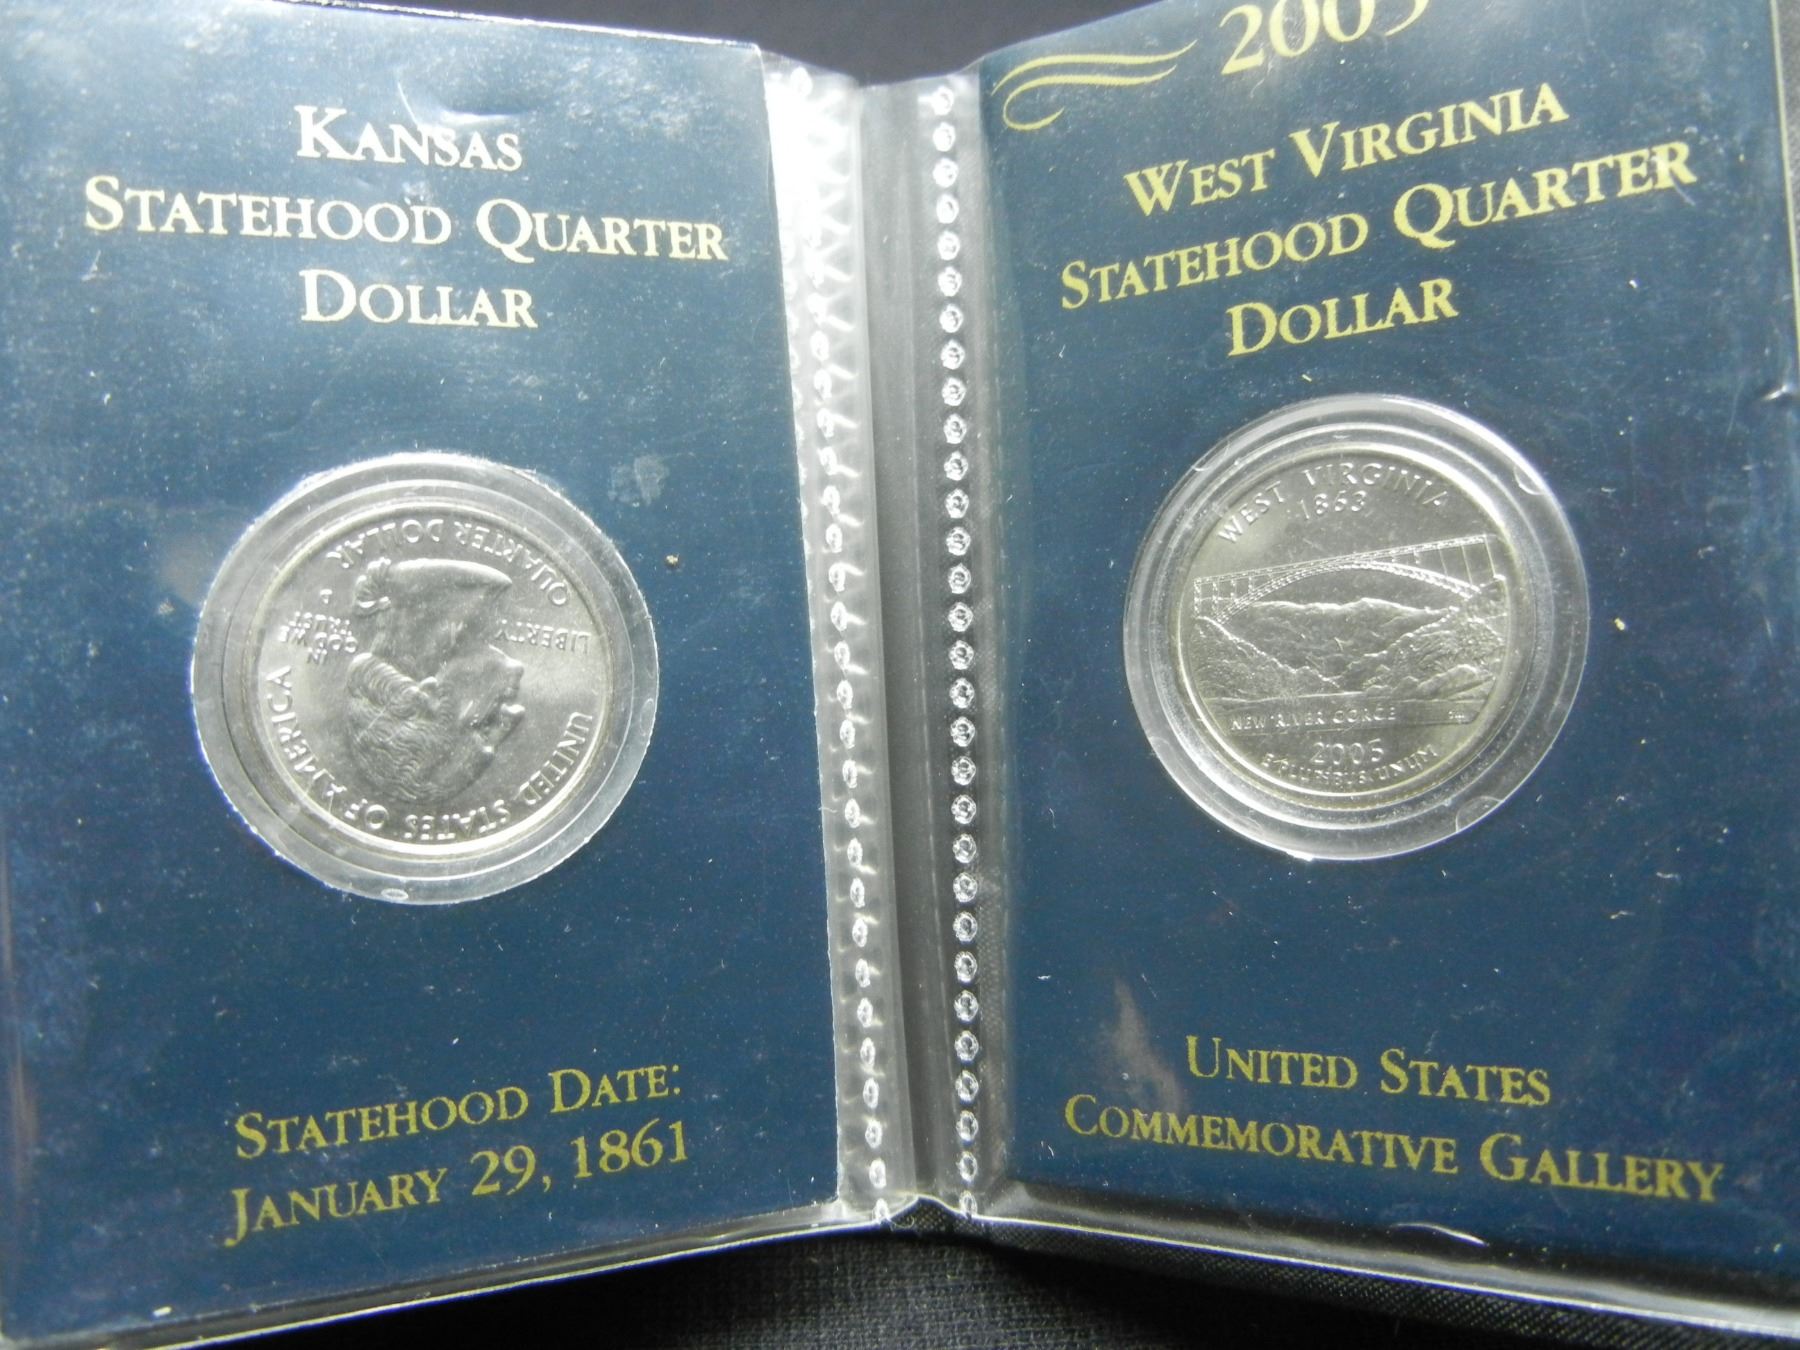 KANSAS
STATEHOOD QUARTER
DOLLAR
UNITED STATES OF AMERICA
LIBERTY
IN
GOD WE
TRUST
P
QUARTER DOLLAR
STATEHOOD DATE:
JANUARY 29, 1861
2005
WEST VIRGINIA
STATEHOOD QUARTER
DOLLAR
WEST VIRGINIA
1863
NEW RIVER GORGE
2005
E PLURIBUS UNUM
UNITED STATES
COMMEMORATIVE GALLERY